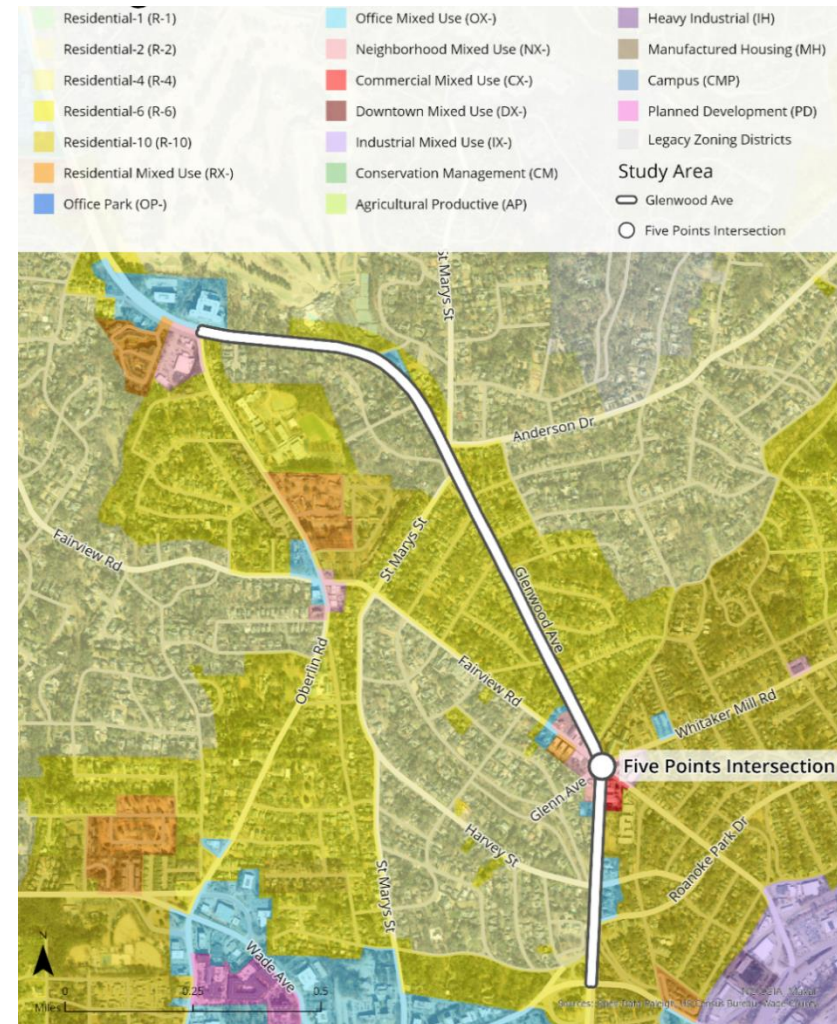 Residential-1 (R-1)
Residential-2 (R-2)
Residential-4 (R-4)
Residential-6 (R-6)
Residential-10 (R-10)
Residential Mixed Use (RX-)
Office Park (OP-)
Office Mixed Use (OX-)
Neighborhood Mixed Use (NX-)
Commercial Mixed Use (CX-)
Downtown Mixed Use (DX-)
Industrial Mixed Use (IX-)
Conservation Management (CM)
Agricultural Productive (AP)
Heavy Industrial (IH)
Manufactured Housing (MH)
Campus (CMP)
Planned Development (PD)
Legacy Zoning Districts
Study Area
Glenwood Ave
Five Points Intersection
St Marys St
Anderson Dr
Fairview Rd
St Marys St
Glenwood Ave
Oberlin Rd
Fairview Rd
Whitaker Mill Rd
Five Points Intersection
Glenn Ave
Harvey St
Roanoke Park Dr
St Marys St
Wade Ave
N
0 0.25 0.5
Miles